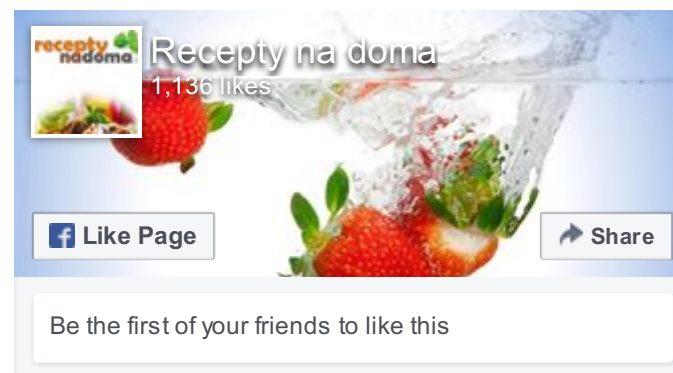 recepty
nadoma
Recepty na doma
1,136 likes
Like Page
Share
Be the first of your friends to like this